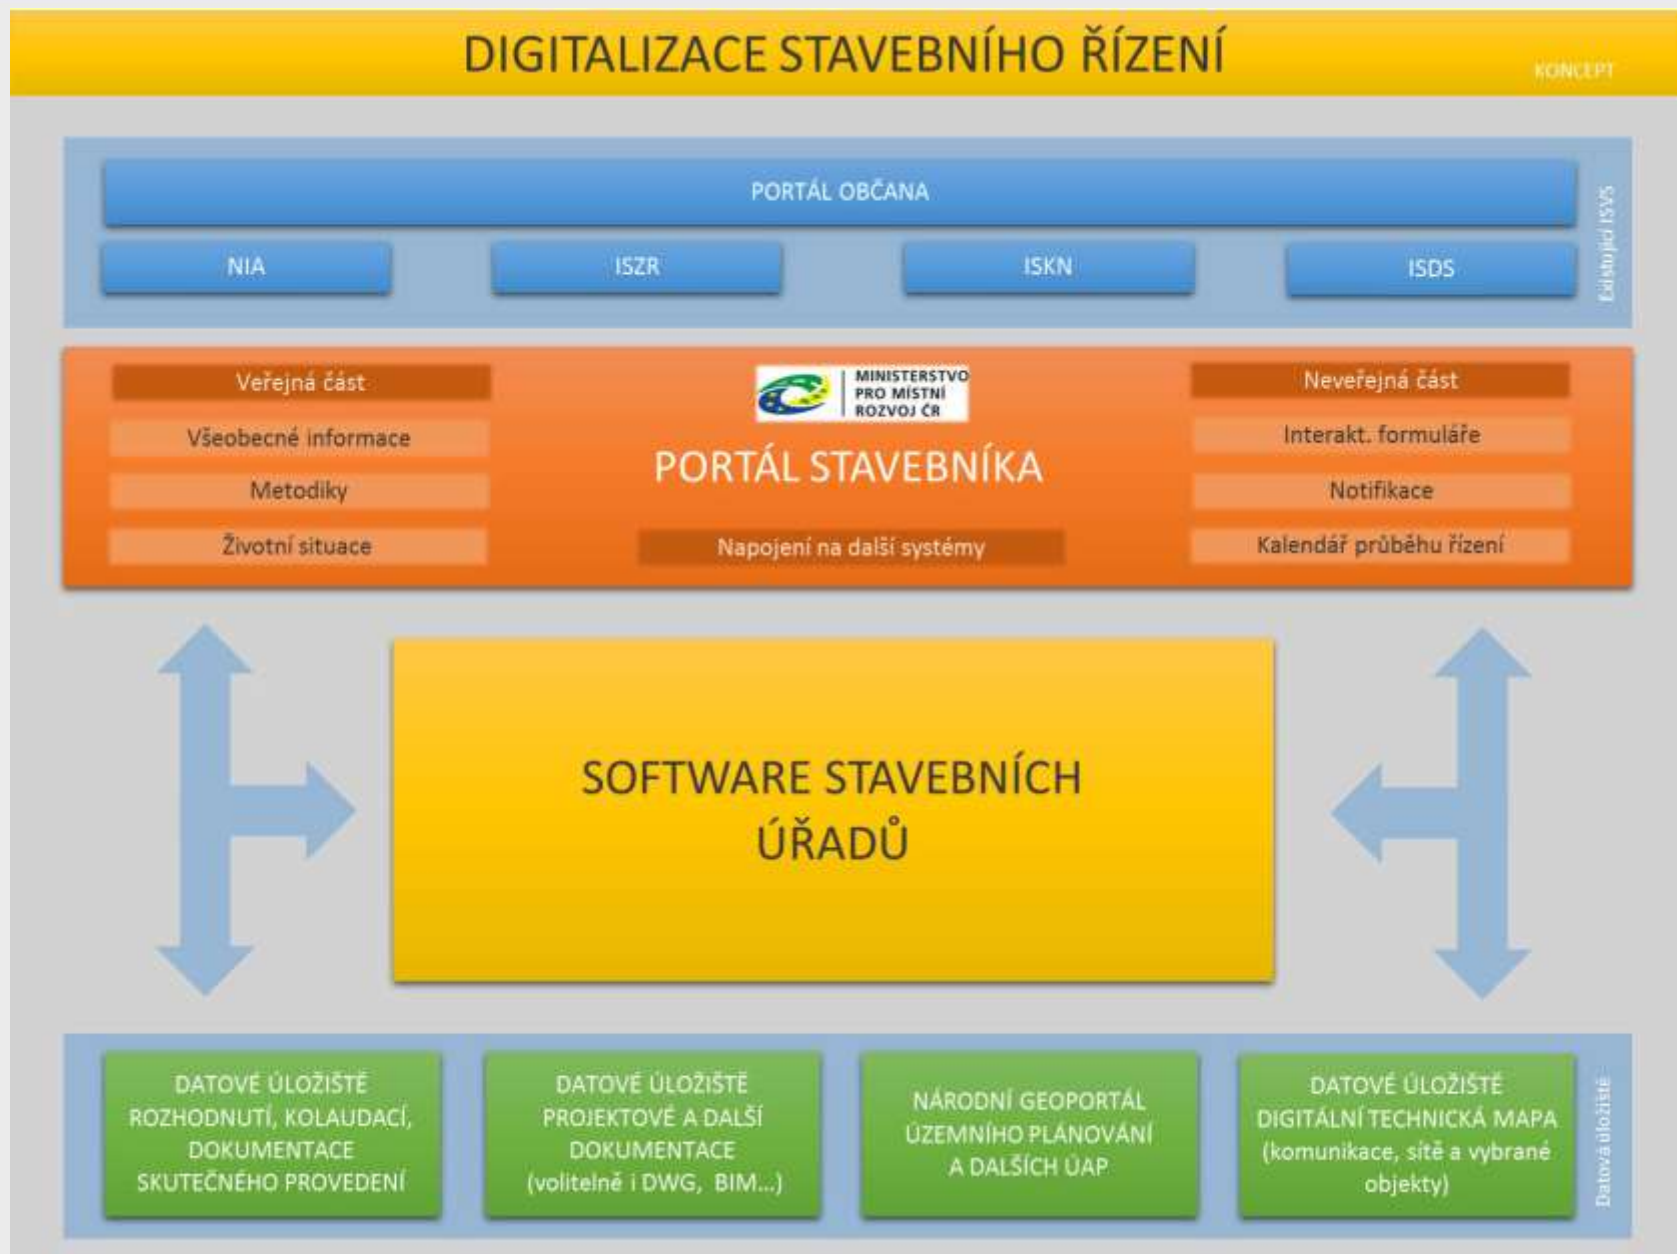 DIGITALIZACE STAVEBNÍHO ŘÍZENÍ
KONCEPT
PORTÁL OBČANA
NIA
ISZR
ISKN
ISDS
Existující ISVS
Veřejná část
Všeobecné informace
Metodiky
Životní situace
MINISTERSTVO
PRO MÍSTNÍ
ROZVOJ ČR
PORTÁL STAVEBNÍKA
Napojení na další systémy
Neveřejná část
Interakt. formuláře
Notifikace
Kalendář průběhu řízení
SOFTWARE STAVEBNÍCH
ÚŘADŮ
DATOVÉ ÚLOŽIŠTĚ
ROZHODNUTÍ, KOLAUDACÍ,
DOKUMENTACE
SKUTEČNÉHO PROVEDENÍ
DATOVÉ ÚLOŽIŠTĚ
PROJEKTOVÉ A DALŠÍ
DOKUMENTACE
(volitelně i DWG, BIM...)
NÁRODNÍ GEOPORTÁL
ÚZEMNÍHO PLÁNOVÁNÍ
A DALŠÍCH ÚAP
DATOVÉ ÚLOŽIŠTĚ
DIGITÁLNÍ TECHNICKÁ MAPA
(komunikace, sítě a vybrané
objekty)
Datová úložiště